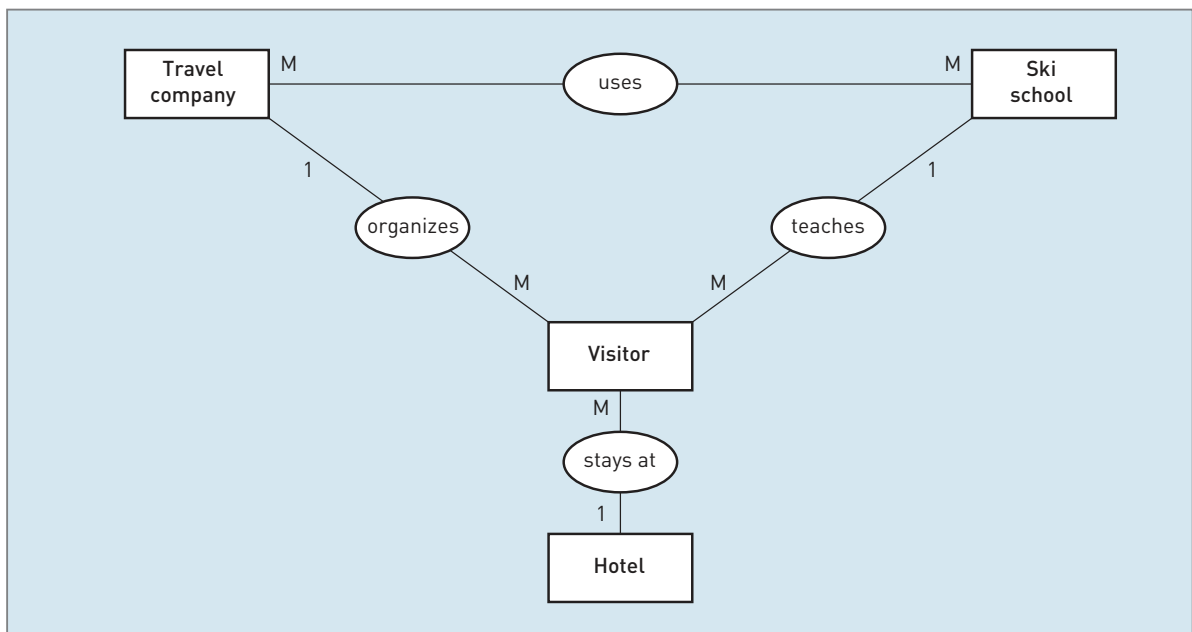 Travel
company
M
uses
M
Ski
school
1
organizes
M
1
teaches
M
Visitor
M
stays at
1
Hotel